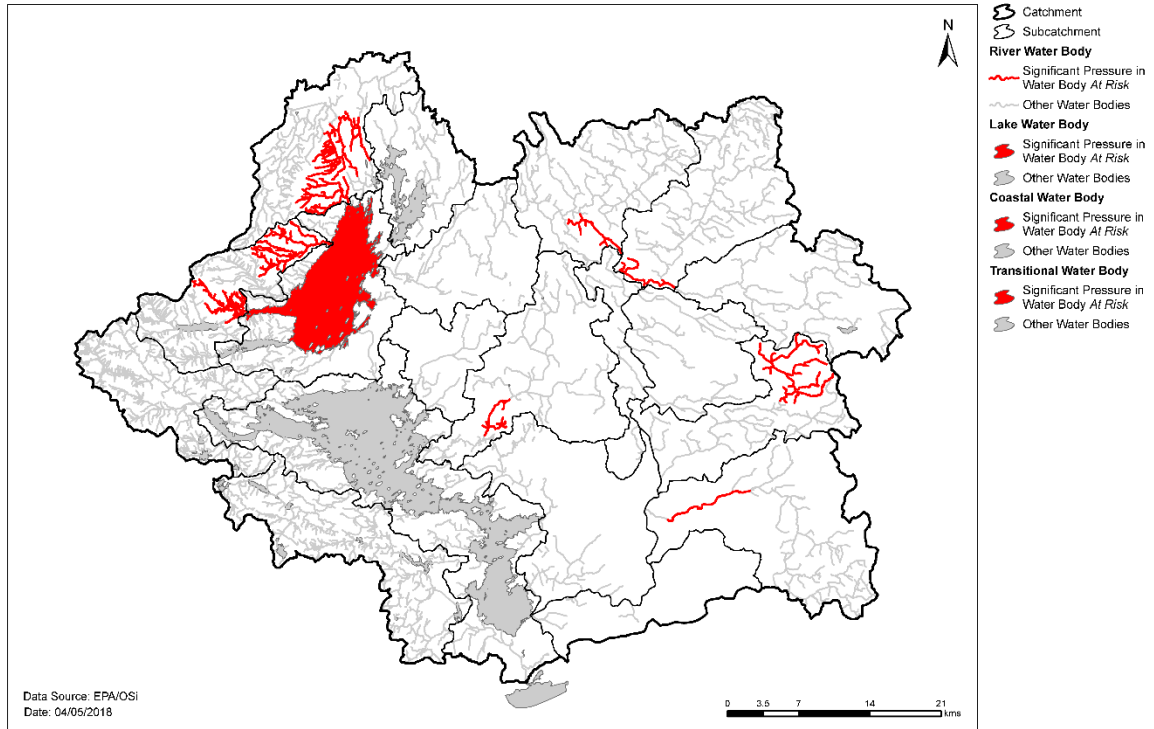 N
Catchment
Subcatchment
River Water Body
Significant Pressure in
Water Body At Risk
Other Water Bodies
Lake Water Body
Significant Pressure in
Water Body At Risk
Other Water Bodies
Coastal Water Body
Significant Pressure in
Water Body At Risk
Other Water Bodies
Transitional Water Body
Significant Pressure in
Water Body At Risk
Other Water Bodies
Data Source: EPA/OSi
Date: 04/05/2018
0 3.5 7 14 21
kms